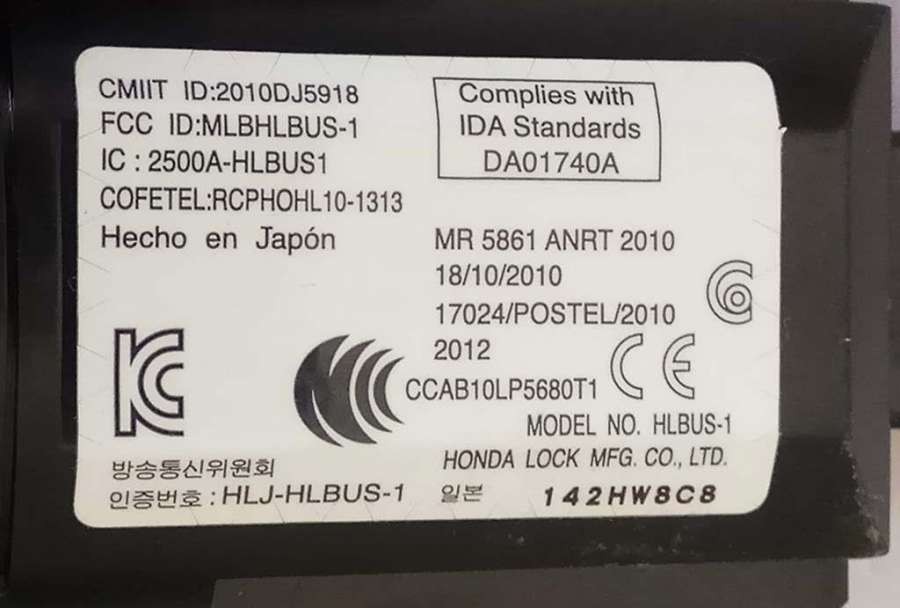 CMIIT ID:2010DJ5918
FCC ID:MLBHLBUS-1
IC : 2500A-HLBUS1
COFETEL:RCPHOHL10-1313
Hecho en Japón
Complies with
IDA Standards
DA01740A
MR 5861 ANRT 2010
18/10/2010
17024/POSTEL/2010
2012
CCAB10LP5680T1
CE
MODEL NO. HLBUS-1
HONDA LOCK MFG. CO., LTD.
방송통신위원회
인증번호 : HLJ-HLBUS-1
일본
142HW8C8